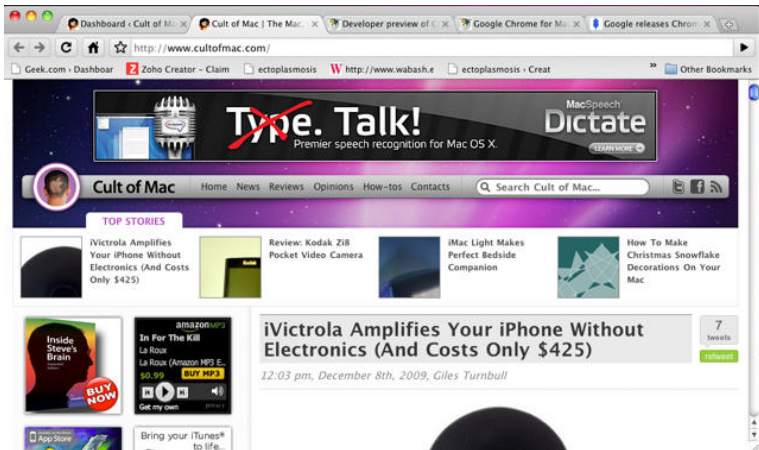 Dashboard ‹ Cult of M
Cult of Mac | The Mac.
Developer preview of C
Google Chrome for Ma
Google releases Chrom
http://www.cultofmac.com/
Geek.com › Dashboar
Zoho Creator - Claim
ectoplasmosis
http://www.wabash.e
ectoplasmosis › Creat
»
Other Bookmarks
Type. Talk!
Premier speech recognition for Mac OS X.
MacSpeech
Dictate
LEARN MORE
Cult of Mac
Home News Reviews Opinions How-tos Contacts
Search Cult of Mac...
TOP STORIES
iVictrola Amplifies
Your iPhone Without
Electronics (And Costs
Only $425)
Review: Kodak Zi8
Pocket Video Camera
iMac Light Makes
Perfect Bedside
Companion
How To Make
Christmas Snowflake
Decorations On Your
Mac
Inside
Steve's
Brain
BUY
NOW
amazonMP3
In For The Kill
La Roux
La Roux (Amazon MP3 E..
$0.99 BUY MP3
Get my own privacy
App Store
Bring your iTunes®
to life...
iVictrola Amplifies Your iPhone Without
Electronics (And Costs Only $425)
12:03 pm, December 8th, 2009, Giles Turnbull
7
tweets
retweet